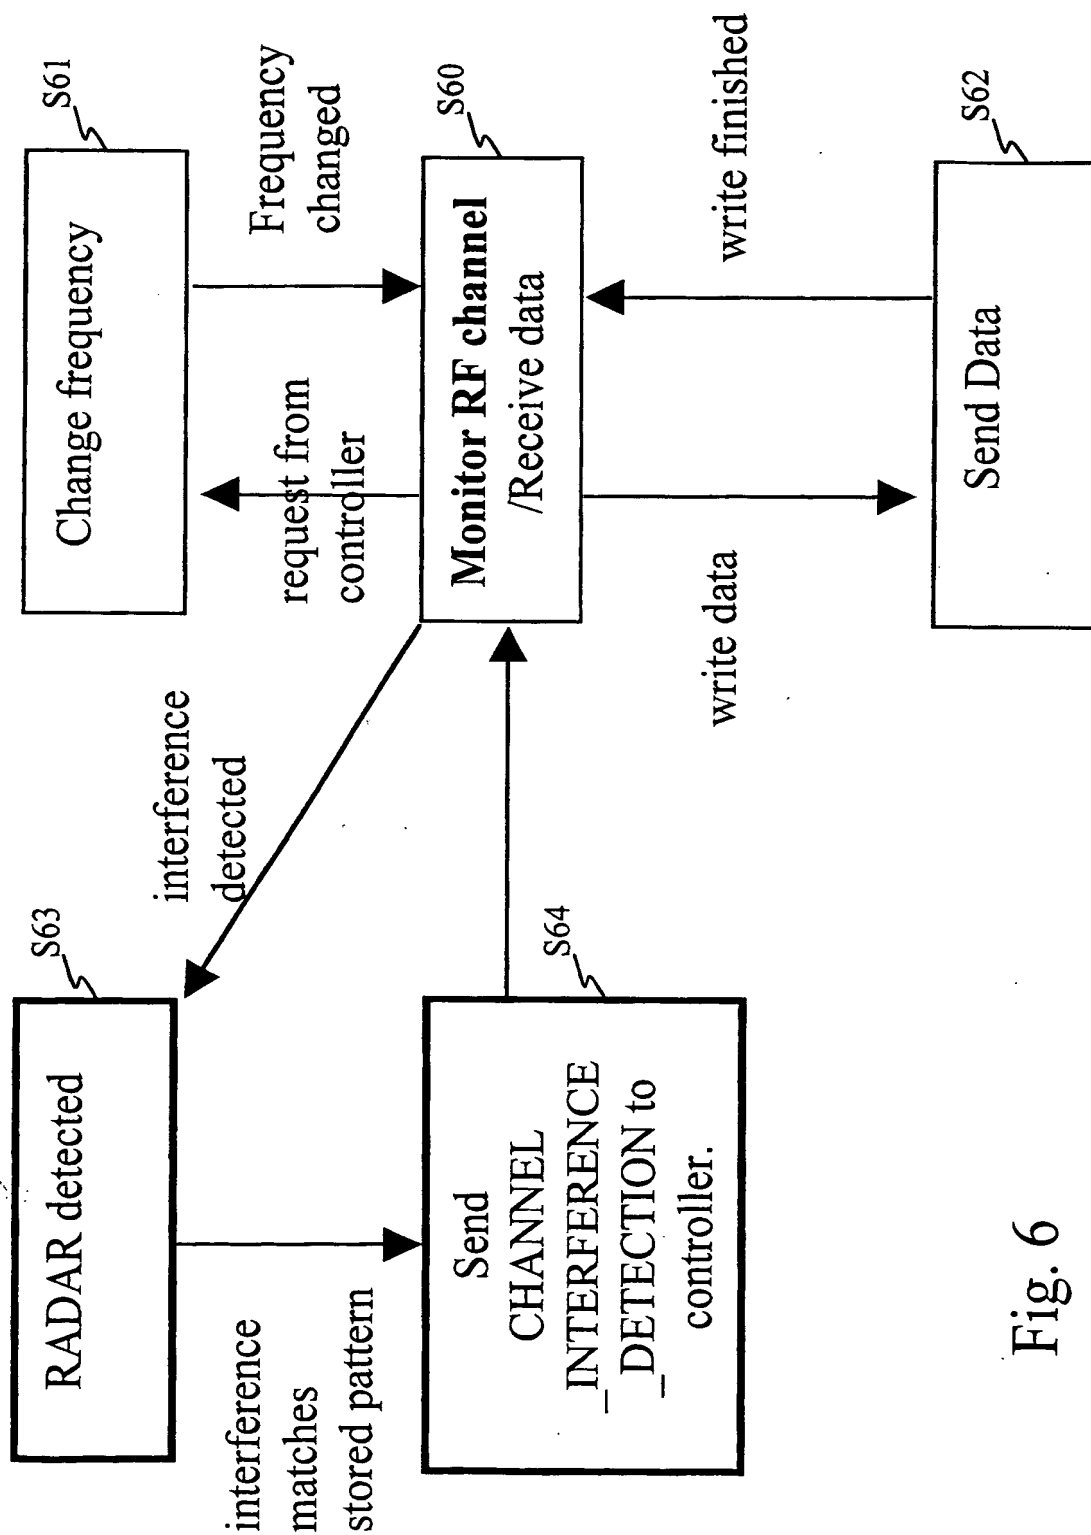 S63
RADAR detected
interference
matches
stored pattern
S64
Send
CHANNEL
_INTERFERENCE
_DETECTION to
controller.
interference
detected
S61
Change frequency
request from
controller
Frequency
changed
S60
Monitor RF channel
/Receive data
write data
write finished
S62
Send Data
Fig. 6